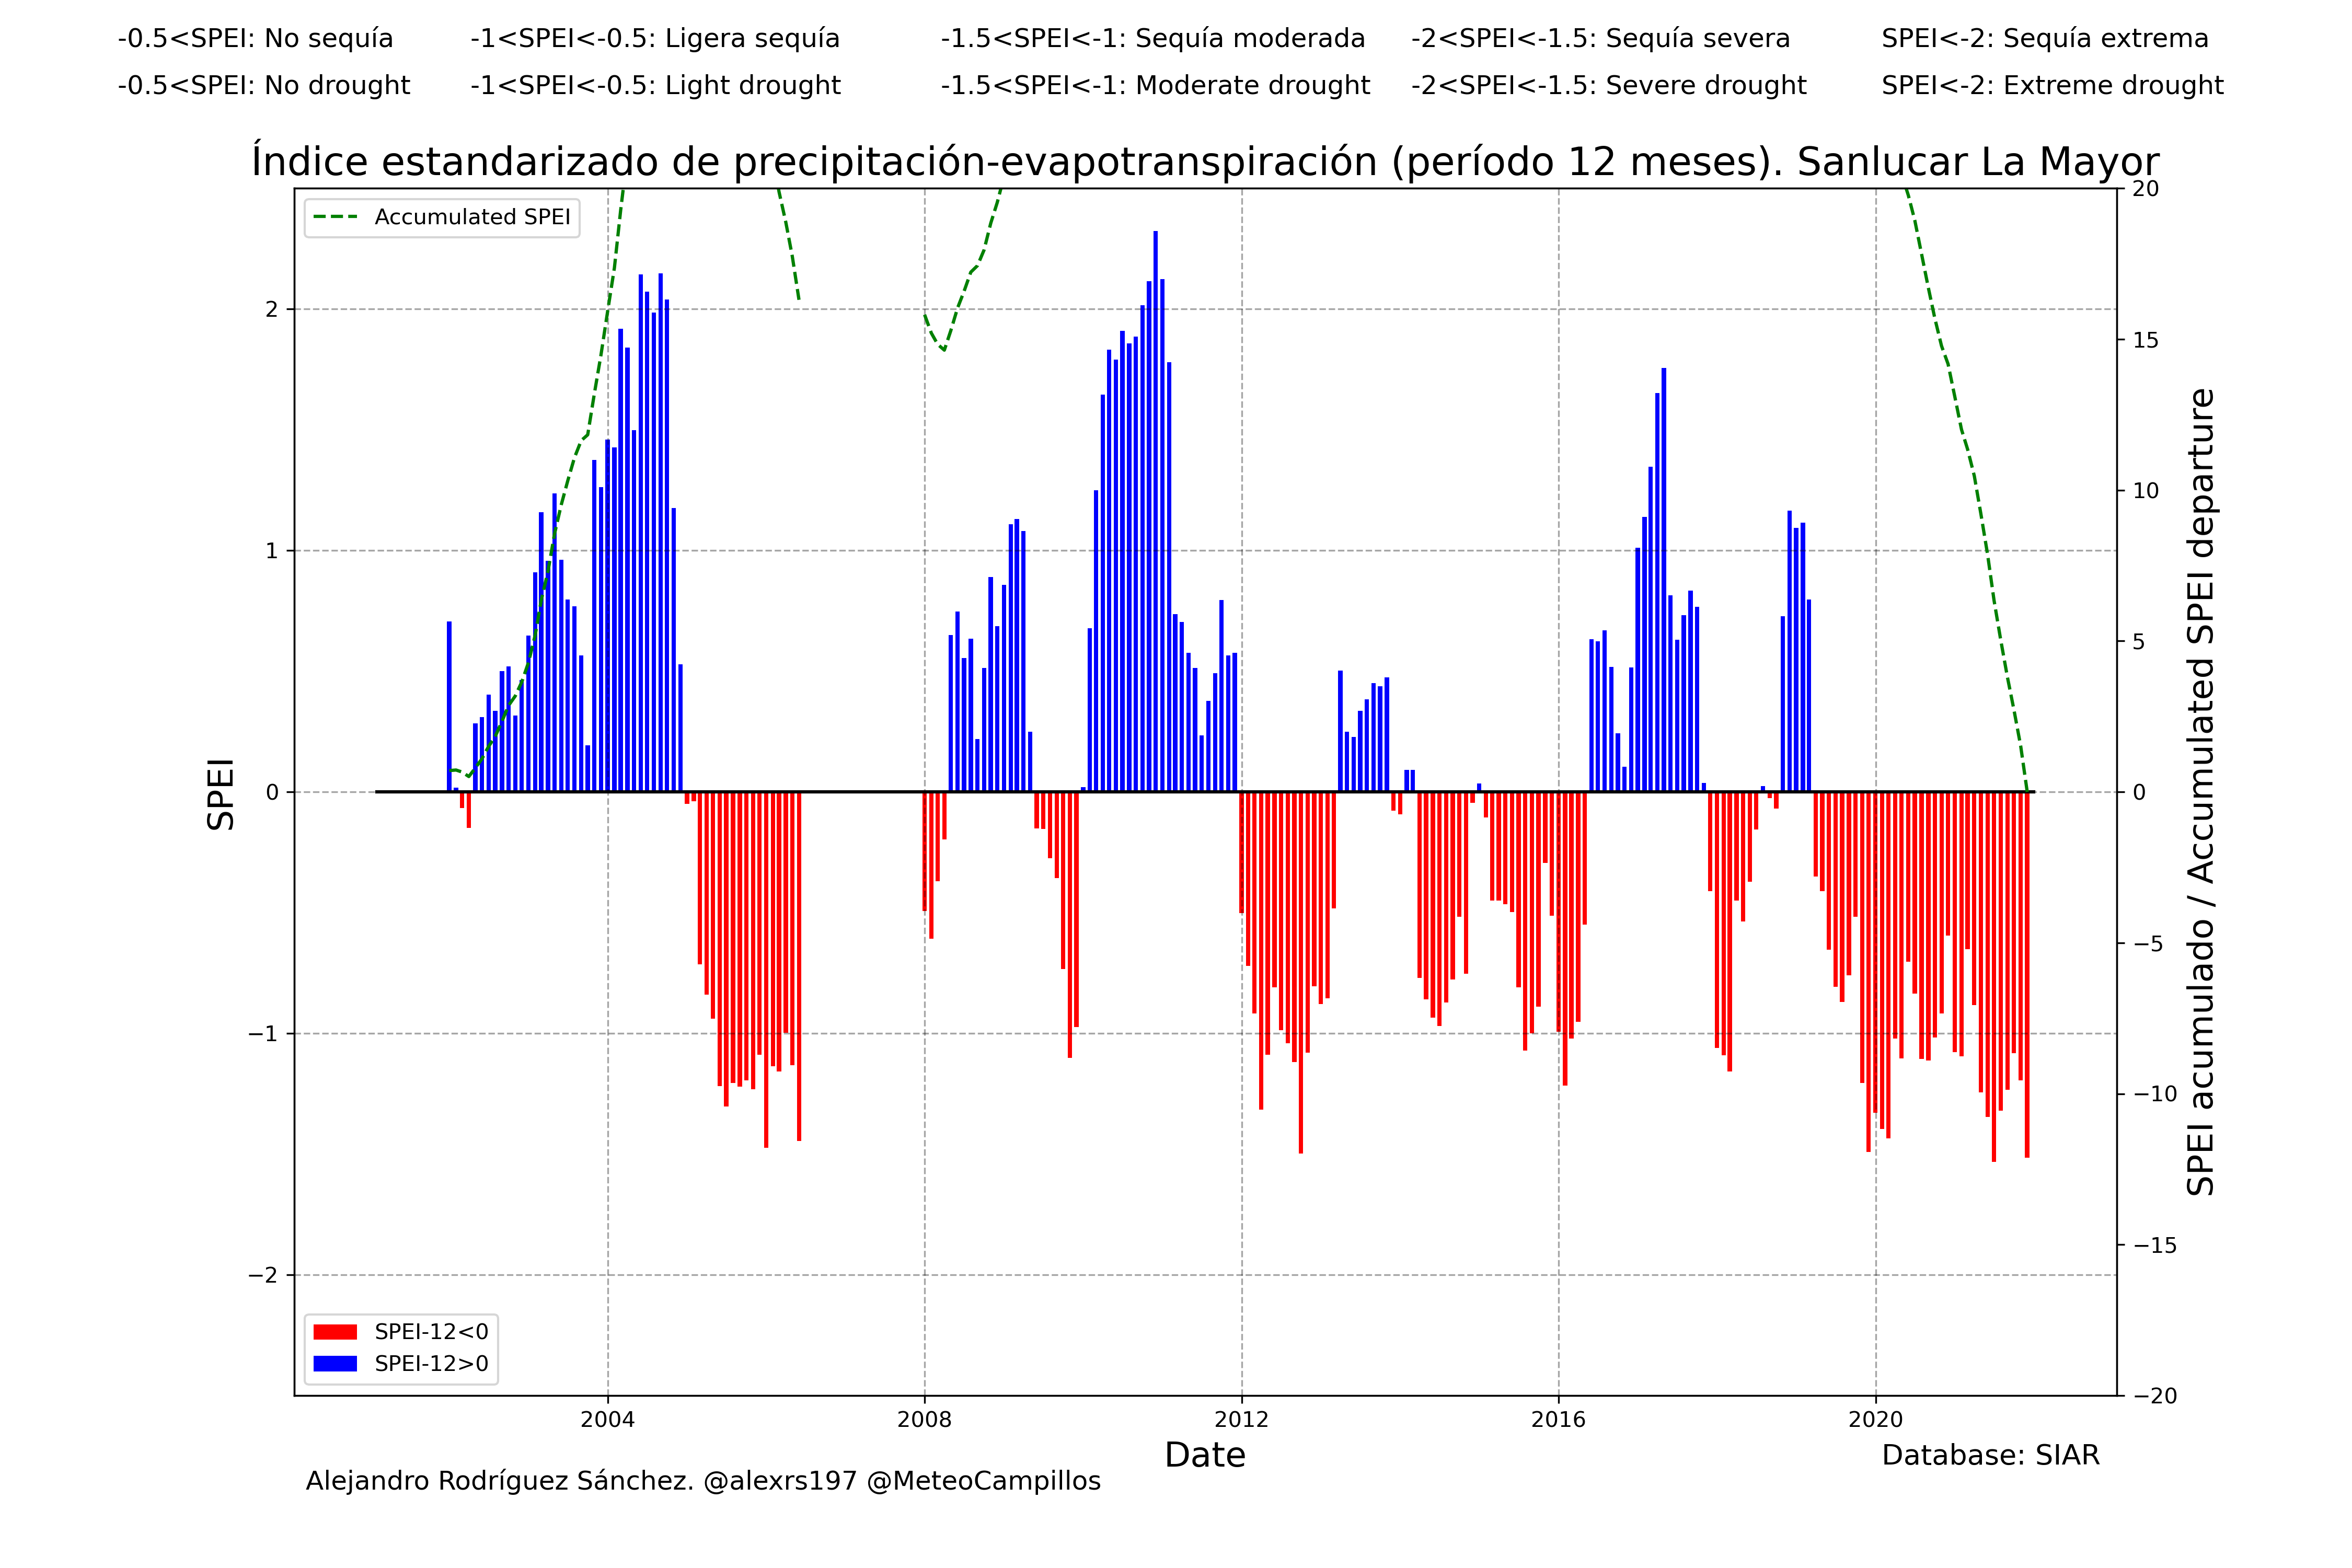 -0.5<SPEI: No sequía -1<SPEI<-0.5: Ligera sequía -1.5<SPEI<-1: Sequía moderada -2<SPEI<-1.5: Sequía severa SPEI<-2: Sequía extrema
-0.5<SPEI: No drought -1<SPEI<-0.5: Light drought -1.5<SPEI<-1: Moderate drought -2<SPEI<-1.5: Severe drought SPEI<-2: Extreme drought
Índice estandarizado de precipitación-evapotranspiración (período 12 meses). Sanlucar La Mayor
Accumulated SPEI
SPEI
2
1
0
−1
−2
20
15
10
5
0
−5
−10
−15
−20
SPEI acumulado / Accumulated SPEI departure
SPEI-12<0
SPEI-12>0
2004 2008 2012 2016 2020
Date
Database: SIAR
Alejandro Rodríguez Sánchez. @alexrs197 @MeteoCampillos